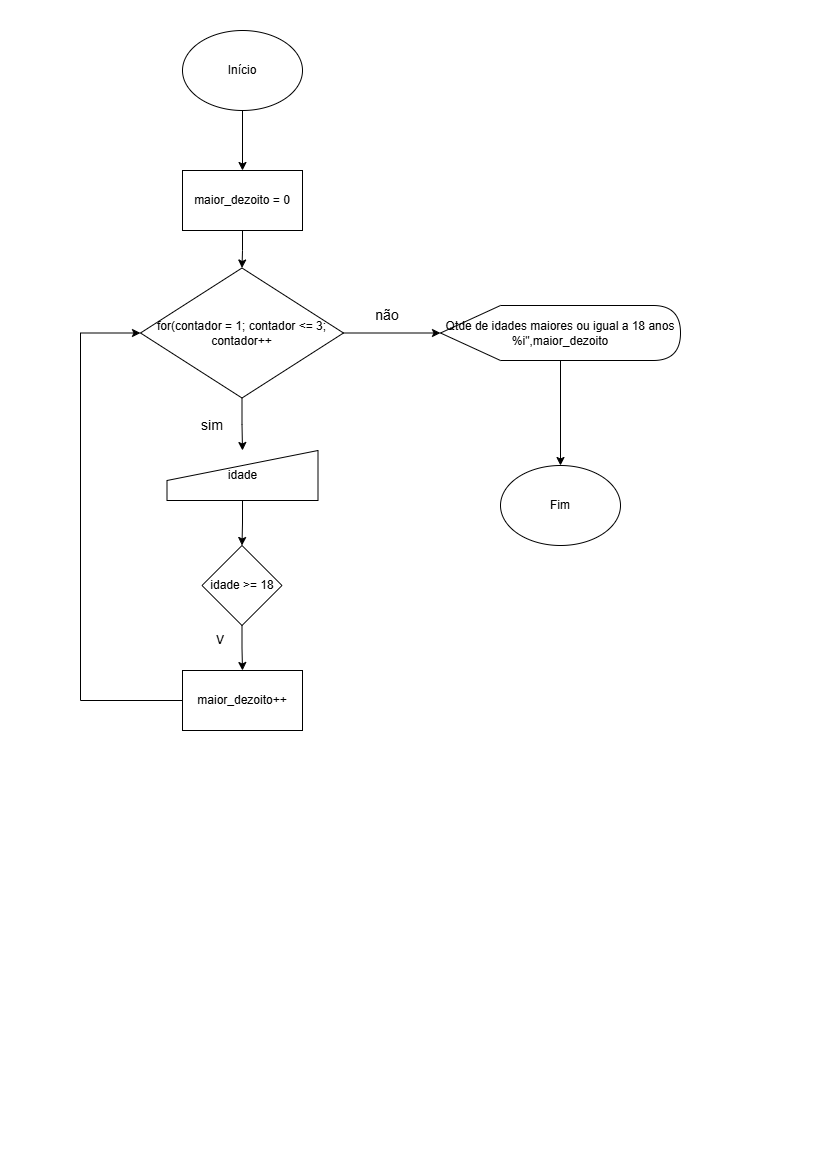 Início
maior_dezoito = 0
for(contador = 1; contador <= 3;
contador++
não
Qtde de idades maiores ou igual a 18 anos
%i",maior_dezoito
sim
idade
Fim
idade >= 18
V
maior_dezoito++